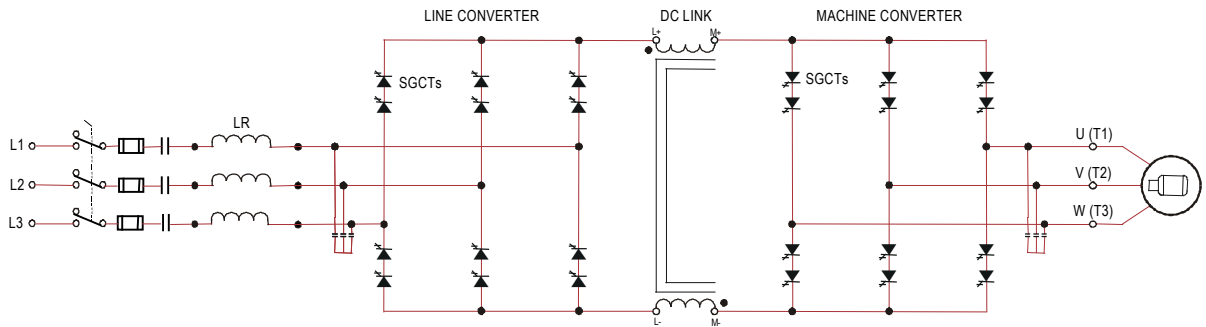 LINE CONVERTER
DC LINK
MACHINE CONVERTER
L+
M+
SGCTs
SGCTs
LR
L1
L2
L3
U (T1)
V (T2)
W (T3)
L-
M-